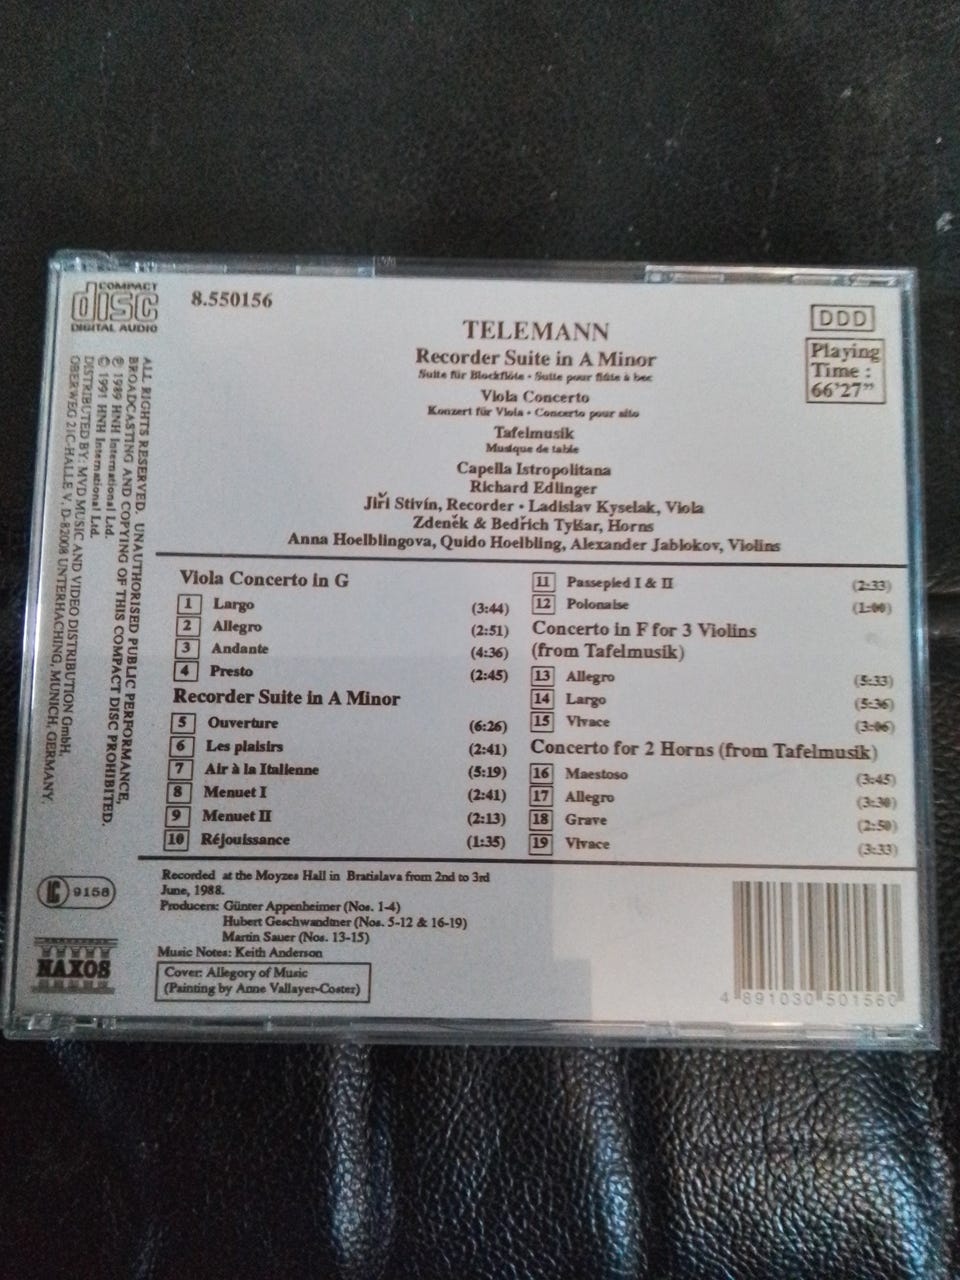 COMPACT
disc
DIGITAL AUDIO
8.550156
DDD
Playing
Time :
66'27"
TELEMANN
Recorder Suite in A Minor
Suite für Blockflöte • Suite pour flûte à bec
Viola Concerto
Konzert für Viola • Concerto pour alto
Tafelmusik
Musique de table
Capella Istropolitana
Richard Edlinger
Jiří Stivín, Recorder • Ladislav Kyselak, Viola
Zdeněk & Bedřich Tylšar, Horns
Anna Hoelblingova, Quido Hoelbling, Alexander Jablokov, Violins
Viola Concerto in G
1 Largo (3:44)
2 Allegro (2:51)
3 Andante (4:36)
4 Presto (2:45)
Recorder Suite in A Minor
5 Ouverture (6:26)
6 Les plaisirs (2:41)
7 Air à la Italienne (5:19)
8 Menuet I (2:41)
9 Menuet II (2:13)
10 Réjouissance (1:35)
11 Passepied I & II (2:33)
12 Polonaise (1:00)
Concerto in F for 3 Violins
(from Tafelmusik)
13 Allegro (5:33)
14 Largo (5:36)
15 Vivace (3:06)
Concerto for 2 Horns (from Tafelmusik)
16 Maestoso (3:45)
17 Allegro (3:30)
18 Grave (2:50)
19 Vivace (3:33)
Recorded at the Moyzes Hall in Bratislava from 2nd to 3rd
June, 1988.
Producers: Günter Appenheimer (Nos. 1-4)
Hubert Geschwandtner (Nos. 5-12 & 16-19)
Martin Sauer (Nos. 13-15)
Music Notes: Keith Anderson
Cover: Allegory of Music
(Painting by Anne Vallayer-Coster)
ALL RIGHTS RESERVED. UNAUTHORISED PUBLIC PERFORMANCE,
BROADCASTING AND COPYING OF THIS COMPACT DISC PROHIBITED.
℗ 1989 HNH International Ltd.
© 1991 HNH International Ltd.
DISTRIBUTED BY: MVD MUSIC AND VIDEO DISTRIBUTION GmbH,
OBERWEG 21C-HALLE V. D-82008 UNTERHACHING, MUNICH, GERMANY.
LC 9158
NAXOS
4 891030 501560